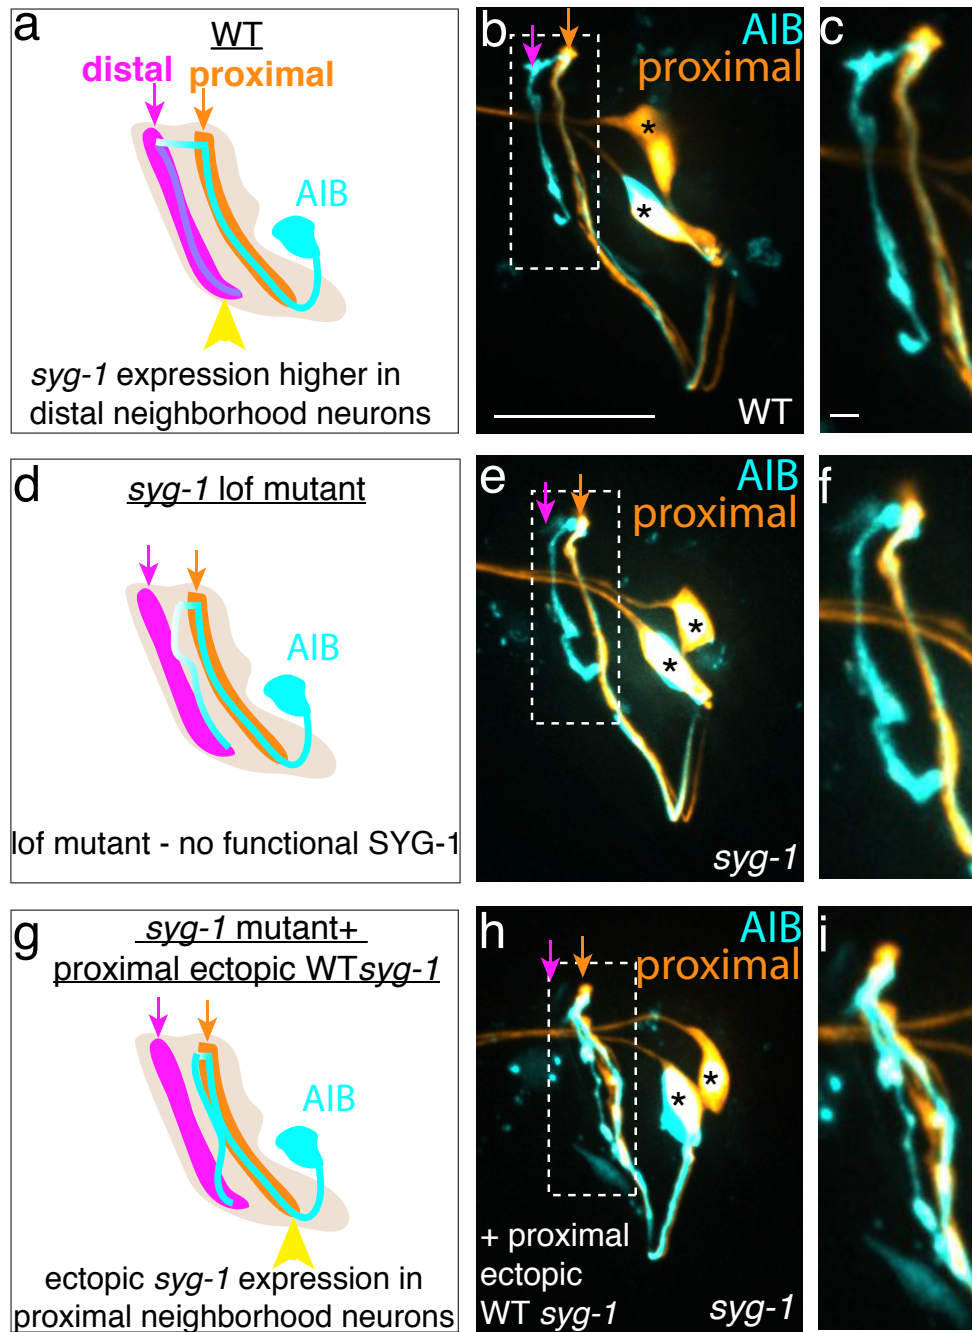 a
WT
distal
proximal
AIB
syg-1 expression higher in
distal neighborhood neurons
b
AIB
proximal
*
*
WT
c
d
syg-1 lof mutant
AIB
lof mutant - no functional SYG-1
e
AIB
proximal
*
*
syg-1
f
g
syg-1 mutant+
proximal ectopic WTsyg-1
AIB
ectopic syg-1 expression in
proximal neighborhood neurons
h
AIB
proximal
*
*
+ proximal
ectopic
WT syg-1
syg-1
i